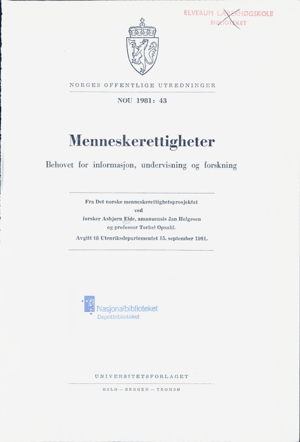 ELVERUM LÆRERHØGSKOLE
BIBLIOTEKET
NORGES OFFENTLIGE UTREDNINGER
NOU 1981: 43
Menneskerettigheter
Behovet for informasjon, undervisning og forskning
Fra Det norske menneskerettighetsprosjektet
ved
forsker Asbjørn Eide, amanuensis Jan Helgesen
og professor Torkel Opsahl.
Avgitt til Utenriksdepartementet 15. september 1981.
Nasjonalbiblioteket
Depotbiblioteket
UNIVERSITETSFORLAGET
OSLO – BERGEN – TROMSØ